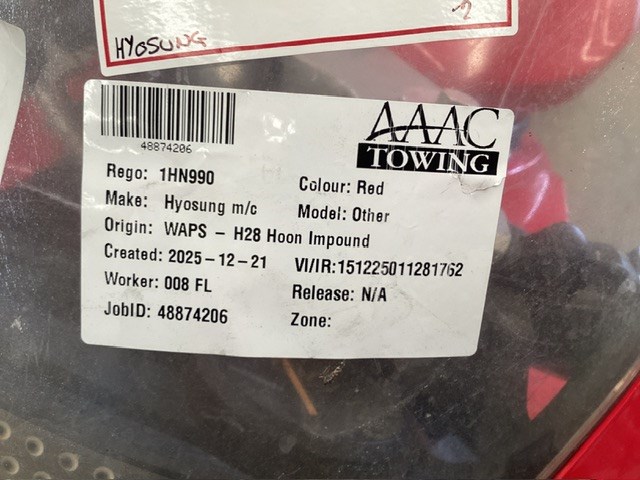 HYOSUNG
2
48874206
AAAC
TOWING
Rego: 1HN990
Colour: Red
Make: Hyosung m/c
Model: Other
Origin: WAPS - H28 Hoon Impound
Created: 2025-12-21
VI/IR:151225011281762
Worker: 008 FL
Release: N/A
JobID: 48874206
Zone: